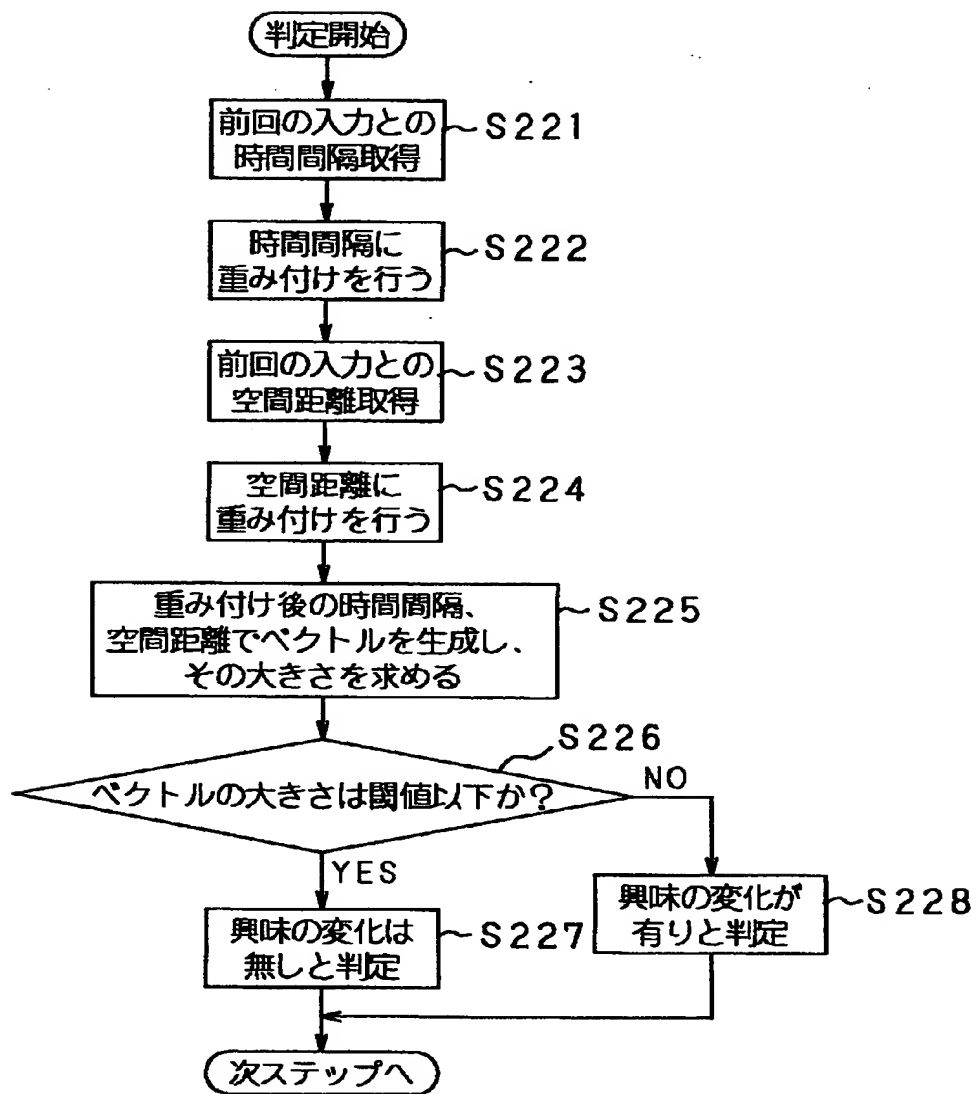 判定開始
前回の入力との
時間間隔取得
S221
時間間隔に
重み付けを行う
S222
前回の入力との
空間距離取得
S223
空間距離に
重み付けを行う
S224
重み付け後の時間間隔、
空間距離でベクトルを生成し、
その大きさを求める
S225
S226
ベクトルの大きさは閾値以下か?
NO
YES
興味の変化は
無しと判定
S227
興味の変化が
有りと判定
S228
次ステップへ